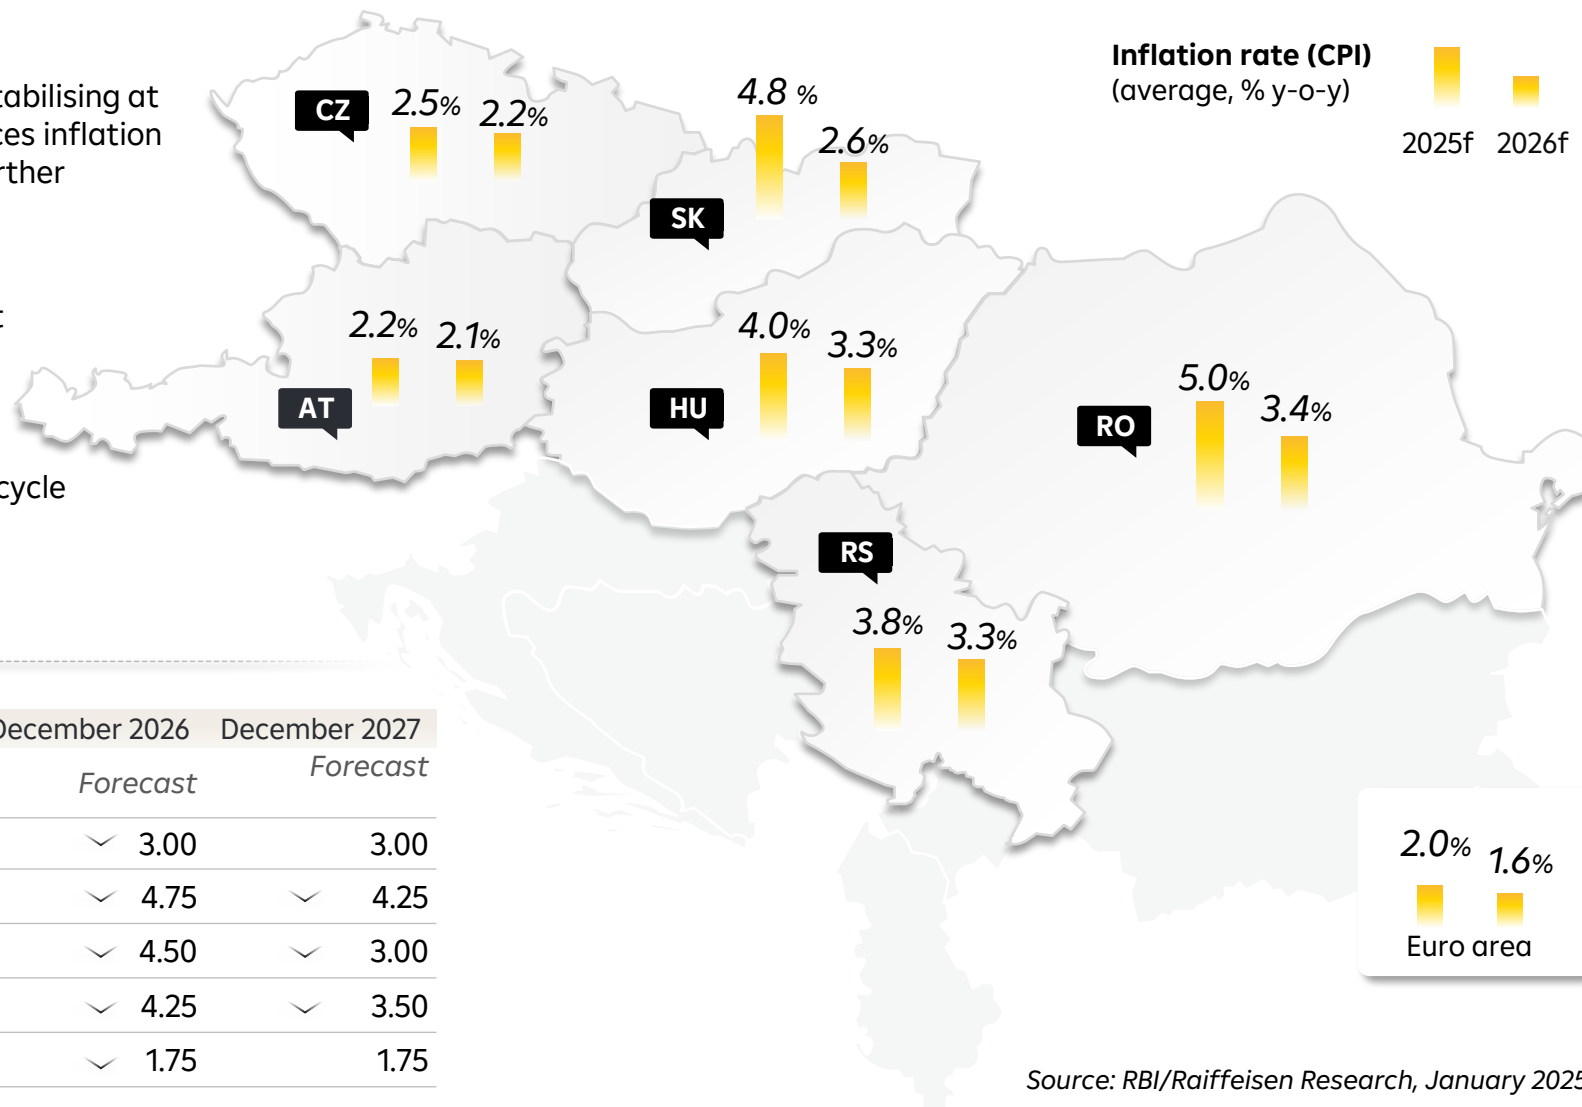 Inflation rate (CPI)
(average, % y-o-y)
2025f 2026f
tabilising at
ces inflation
rther
t
cycle
CZ
2.5% 2.2%
4.8 %
2.6%
SK
2.2% 2.1%
AT
4.0% 3.3%
HU
5.0%
3.4%
RO
RS
3.8% 3.3%
December 2026 December 2027
Forecast Forecast
3.00 3.00
4.75 4.25
4.50 3.00
4.25 3.50
1.75 1.75
2.0% 1.6%
Euro area
Source: RBI/Raiffeisen Research, January 2025